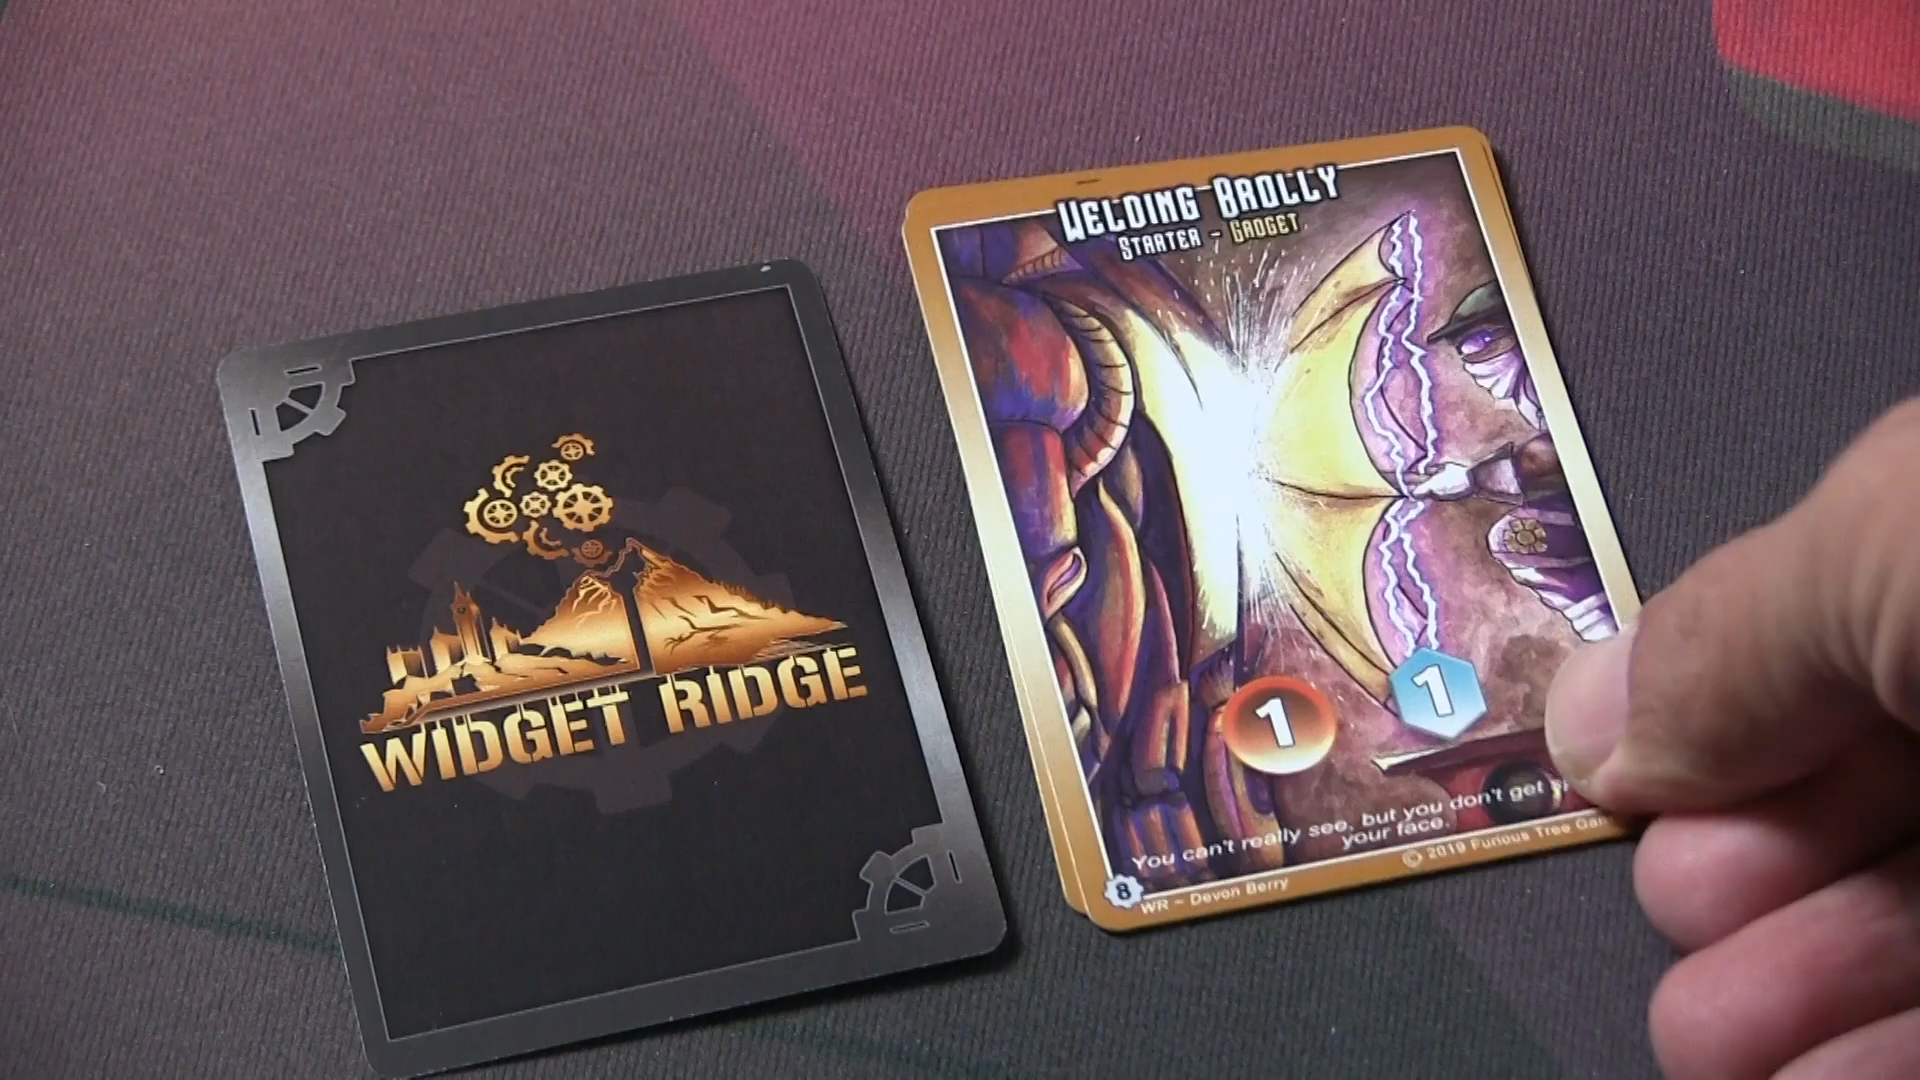 WIDGET RIDGE
WELDING BROLLY
STARTER - GADGET
1
1
You can't really see, but you don't get
your face.
8
WR ~ Devon Berry
© 2019 Furious Tree